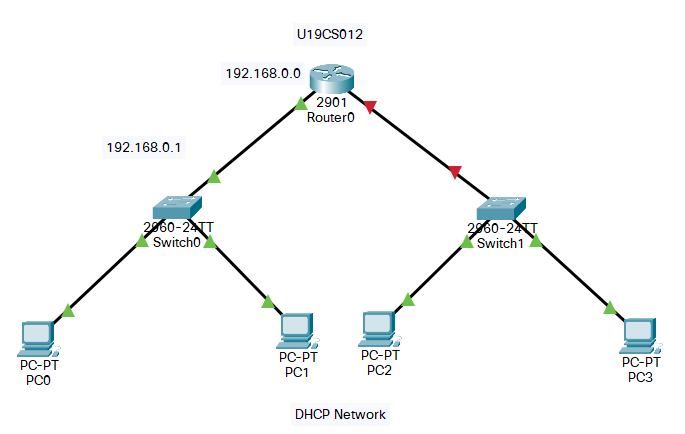 U19CS012
192.168.0.0
2901
Router0
192.168.0.1
2960-24TT
Switch0
2960-24TT
Switch1
PC-PT
PC0
PC-PT
PC1
PC-PT
PC2
PC-PT
PC3
DHCP Network